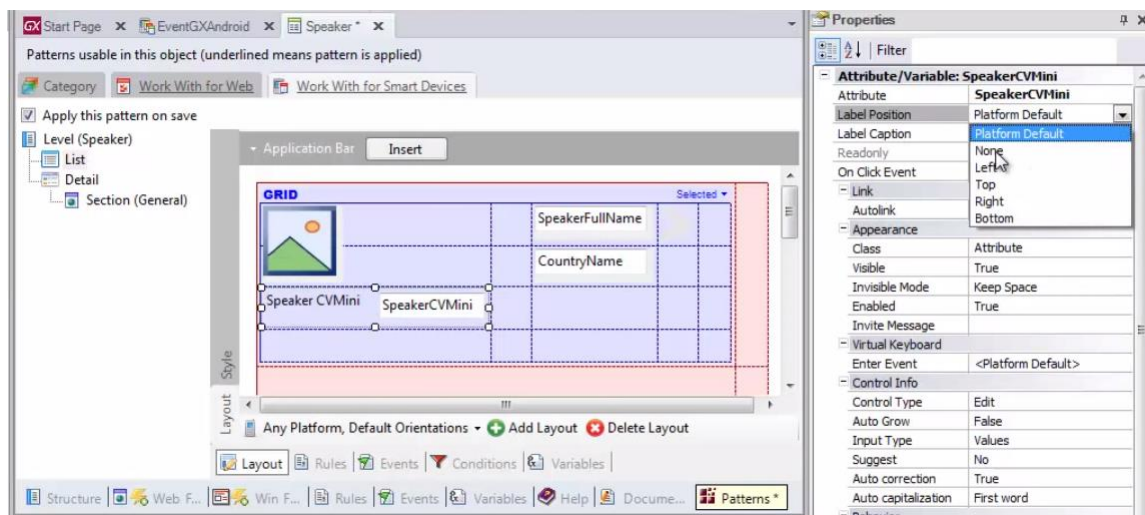 GX Start Page X EventGXAndroid X Speaker * X
Patterns usable in this object (underlined means pattern is applied)
Category Work With for Web Work With for Smart Devices
Apply this pattern on save
Level (Speaker)
List
Detail
Section (General)
Application Bar Insert
GRID Selected
SpeakerFullName
CountryName
Speaker CVMini SpeakerCVMini
Style
Layout
Any Platform, Default Orientations Add Layout Delete Layout
Layout Rules Events Conditions Variables
Structure Web F... Win F... Rules Events Variables Help Docume... Patterns *
Properties
Filter
Attribute/Variable: SpeakerCVMini
Attribute SpeakerCVMini
Label Position Platform Default
Label Caption Platform Default
Readonly None
On Click Event Left
Link Top
Autolink Right
Appearance Bottom
Class Attribute
Visible True
Invisible Mode Keep Space
Enabled True
Invite Message
Virtual Keyboard
Enter Event <Platform Default>
Control Info
Control Type Edit
Auto Grow False
Input Type Values
Suggest No
Auto correction True
Auto capitalization First word
Behavior